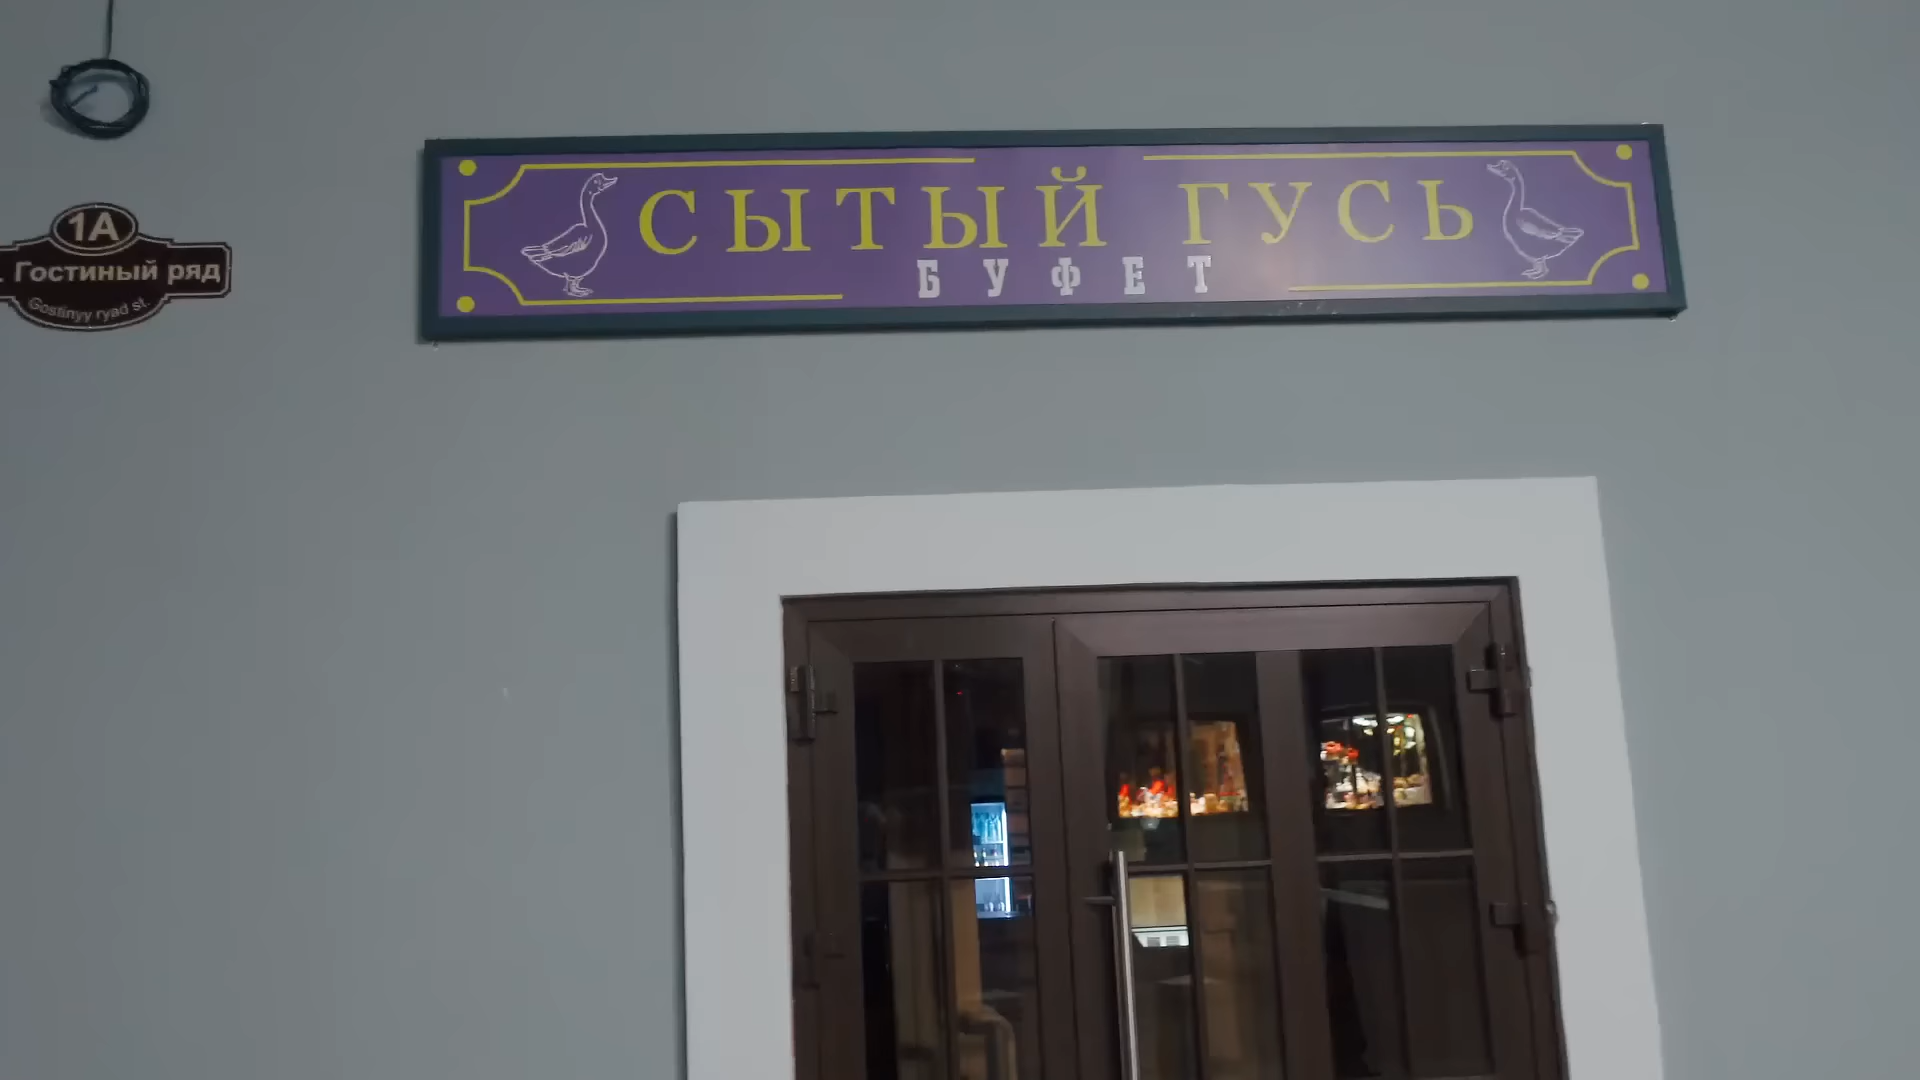 1А
. Гостиный ряд
Gostinyy ryad st.
СЫТЫЙ ГУСЬ
БУФЕТ